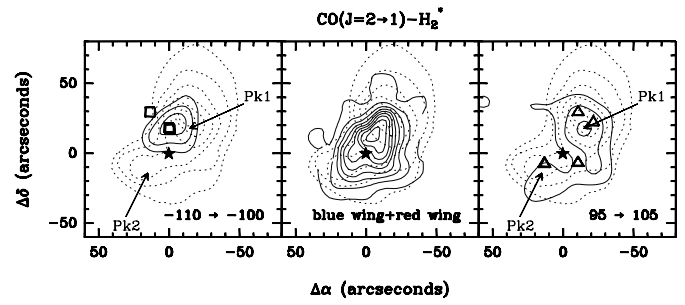 CO(J=2→1)−H₂*
Δδ (arcseconds)
50
0
−50
Pk1
Pk2
−110 → −100
blue wing+red wing
Pk1
Pk2
95 → 105
50 0 −50 50 0 −50 50 0 −50
Δα (arcseconds)